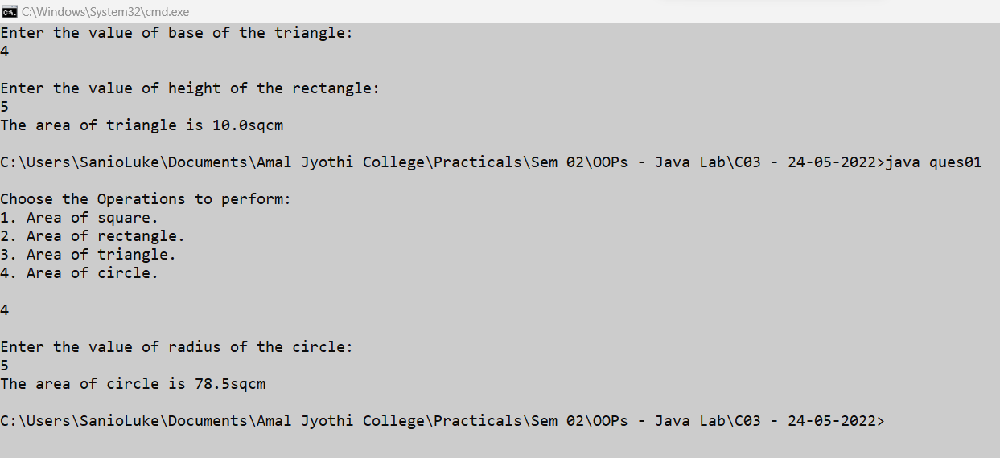 C:\Windows\System32\cmd.exe
Enter the value of base of the triangle:
4
Enter the value of height of the rectangle:
5
The area of triangle is 10.0sqcm
C:\Users\SanioLuke\Documents\Amal Jyothi College\Practicals\Sem 02\OOPs - Java Lab\C03 - 24-05-2022>java ques01
Choose the Operations to perform:
1. Area of square.
2. Area of rectangle.
3. Area of triangle.
4. Area of circle.
4
Enter the value of radius of the circle:
5
The area of circle is 78.5sqcm
C:\Users\SanioLuke\Documents\Amal Jyothi College\Practicals\Sem 02\OOPs - Java Lab\C03 - 24-05-2022>